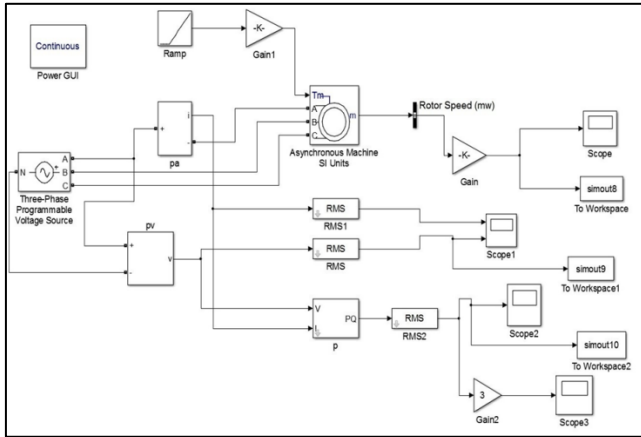 Continuous
Power GUI
Ramp
-K-
Gain1
Tm
A
B
C
m
Asynchronous Machine
SI Units
Rotor Speed (mw)
-K-
Gain
Scope
simout8
To Workspace
+
i
-
pa
N
+
A
B
C
Three-Phase
Programmable
Voltage Source
pv
+
-
v
RMS
RMS1
RMS
RMS
Scope1
simout9
To Workspace1
V
I
PQ
p
RMS
RMS2
Scope2
simout10
To Workspace2
3
Gain2
Scope3